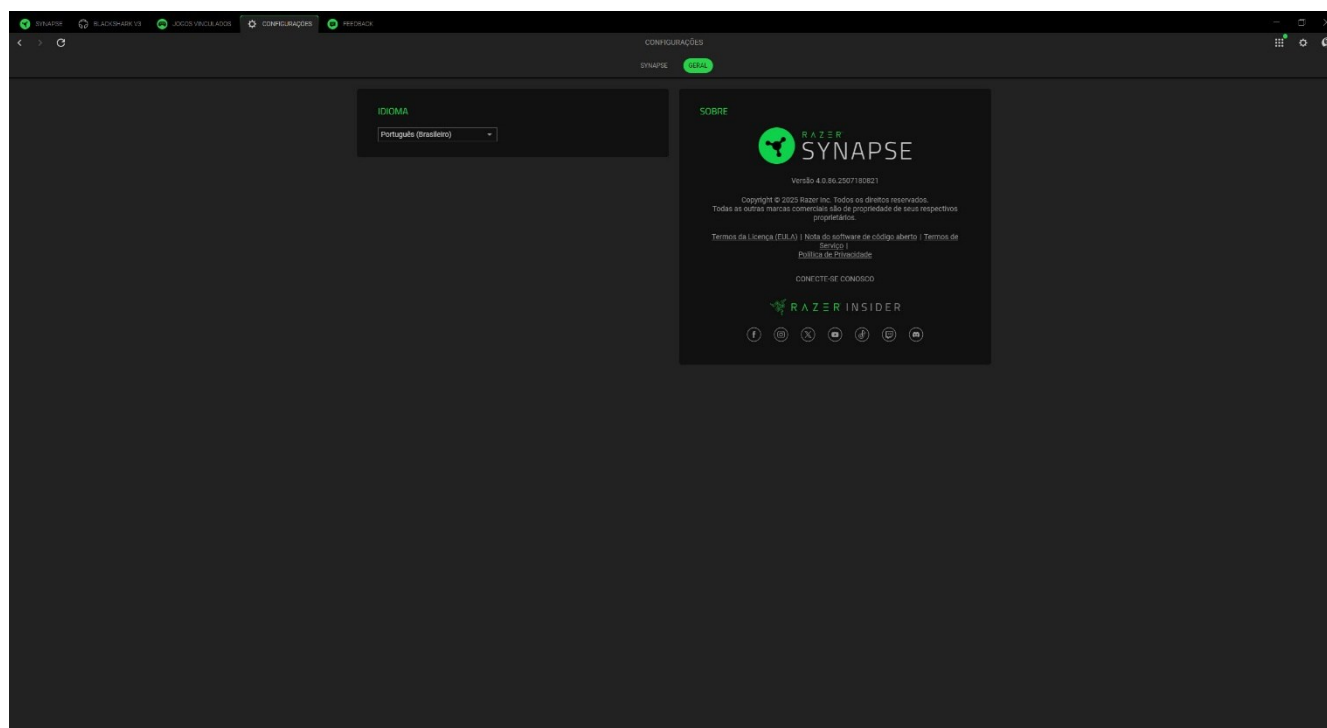 SYNAPSE
BLACKSHARK V3
JOGOS VINCULADOS
CONFIGURAÇÕES
FEEDBACK
CONFIGURAÇÕES
SYNAPSE
GERAL
IDIOMA
Português (Brasileiro)
SOBRE
RAZER
SYNAPSE
Versão 4.0.86.2507180821
Copyright © 2025 Razer Inc. Todos os direitos reservados.
Todas as outras marcas comerciais são de propriedade de seus respectivos
proprietários.
Termos da Licença (EULA) | Nota do software de código aberto | Termos de
Serviço |
Política de Privacidade
CONECTE-SE CONOSCO
RAZER INSIDER